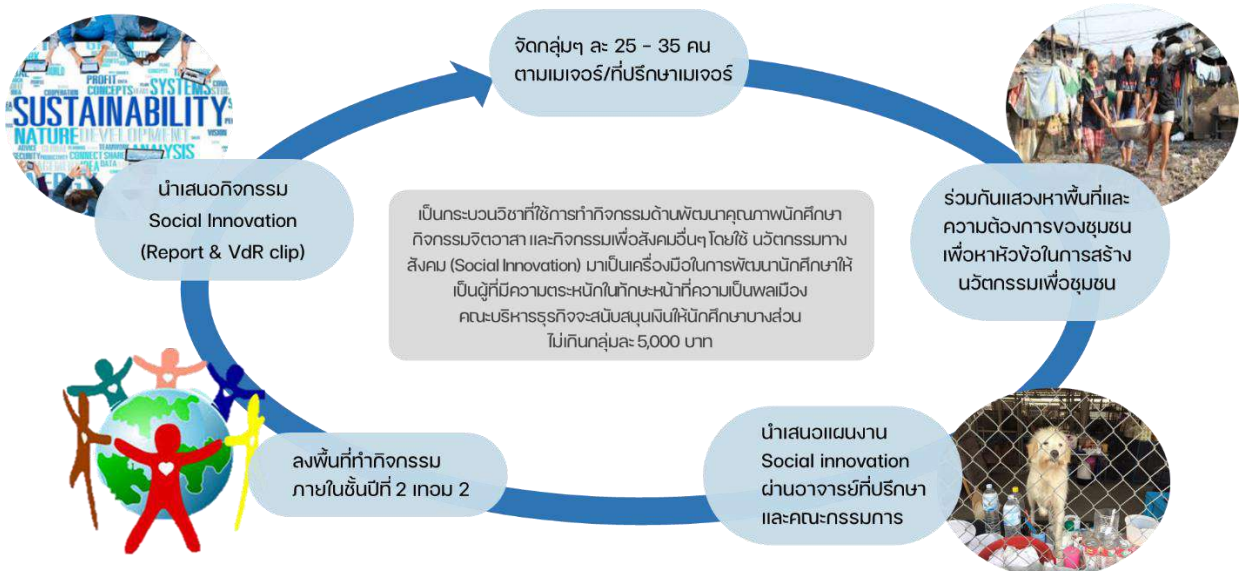 จัดกลุ่มๆ ละ 25 - 35 คน
ตามเมเจอร์/ที่ปรึกษาเมเจอร์
ร่วมกันแสวงหาพื้นที่และ
ความต้องการของชุมชน
เพื่อหาหัวข้อในการสร้าง
นวัตกรรมเพื่อชุมชน
นำเสนอแผนงาน
Social innovation
ผ่านอาจารย์ที่ปรึกษา
และคณะกรรมการ
ลงพื้นที่ทำกิจกรรม
ภายในชั้นปีที่ 2 เทอม 2
นำเสนอกิจกรรม
Social Innovation
(Report & VdR clip)
เป็นกระบวนวิชาที่ใช้การทำกิจกรรมด้านพัฒนาคุณภาพนักศึกษา
กิจกรรมจิตอาสา และกิจกรรมเพื่อสังคมอื่นๆ โดยใช้ นวัตกรรมทาง
สังคม (Social Innovation) มาเป็นเครื่องมือในการพัฒนานักศึกษาให้
เป็นผู้ที่มีความตระหนักในทักษะหน้าที่ความเป็นพลเมือง
คณะบริหารธุรกิจจะสนับสนุนเงินให้นักศึกษาบางส่วน
ไม่เกินกลุ่มละ 5,000 บาท
PROFIT
CONCEPTS SYSTEMS
SUSTAINABILITY
NATURE DEVELOPMENT
CONNECT SHARE ANALYSIS